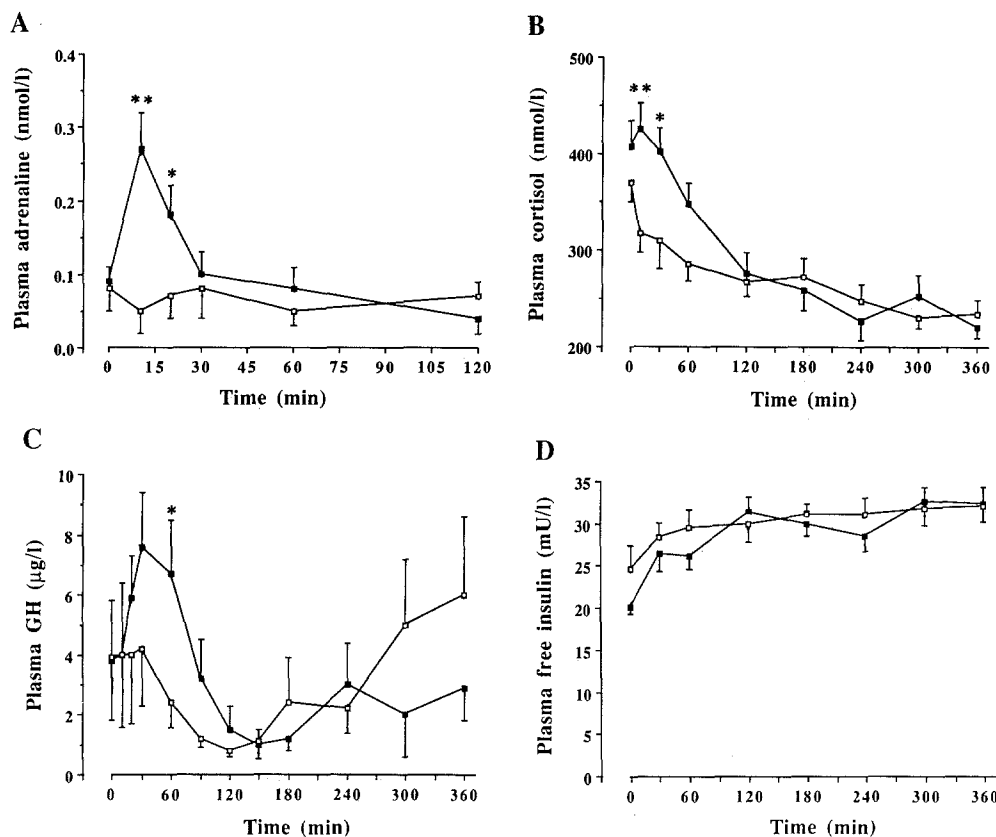 A
Plasma adrenaline (nmol/l)
0.4
0.3
0.2
0.1
0.0
**
*
0 15 30 45 60 75 90 105 120
Time (min)
B
Plasma cortisol (nmol/l)
500
400
300
200
**
*
0 60 120 180 240 300 360
Time (min)
C
Plasma GH (µg/l)
10
8
6
4
2
0
*
0 60 120 180 240 300 360
Time (min)
D
Plasma free insulin (mU/l)
35
30
25
20
15
10
5
0
0 60 120 180 240 300 360
Time (min)